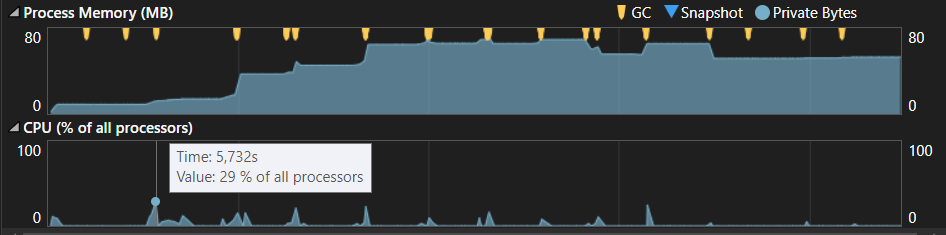 Process Memory (MB) GC Snapshot Private Bytes
80 80
0 0
CPU (% of all processors)
100 100
Time: 5,732s
Value: 29 % of all processors
0 0